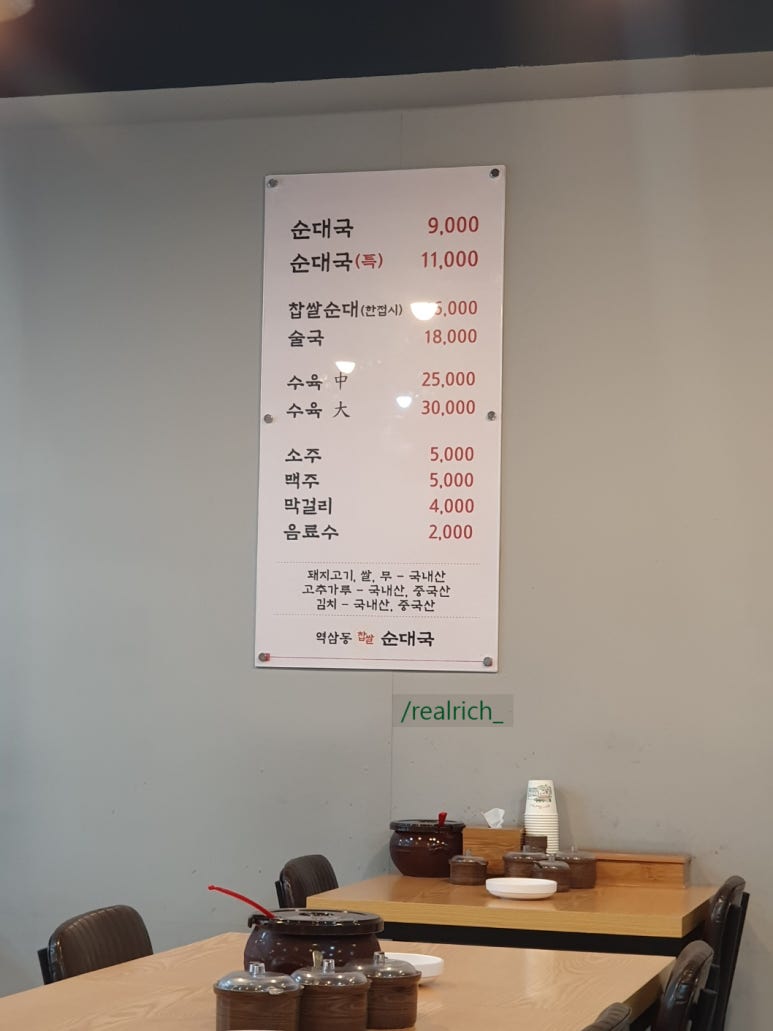 순대국 9,000
순대국(특) 11,000
찹쌀순대(한접시)
술국 18,000
수육 中 25,000
수육 大 30,000
소주 5,000
맥주 5,000
막걸리 4,000
음료수 2,000
돼지고기, 쌀, 무 - 국내산
고추가루 - 국내산, 중국산
김치 - 국내산, 중국산
역삼동 찹쌀 순대국
/realrich_